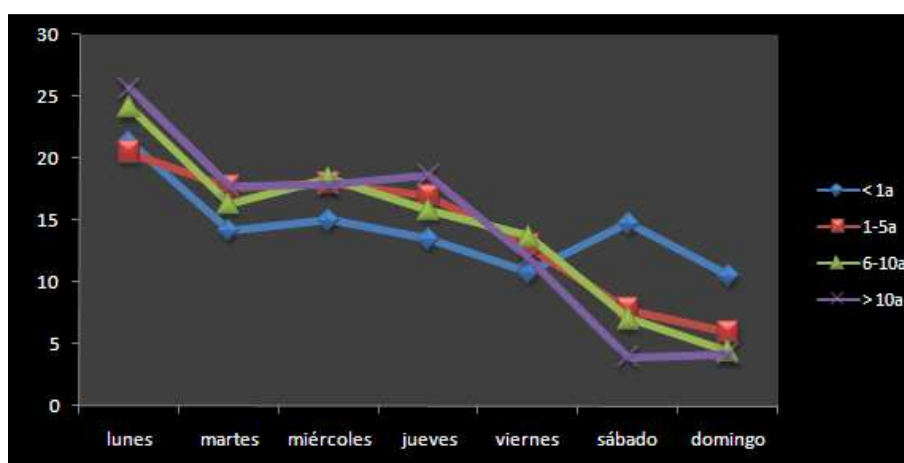 30
25
20
15
10
5
0
lunes martes miércoles jueves viernes sábado domingo
< 1a
1-5a
6-10a
> 10a